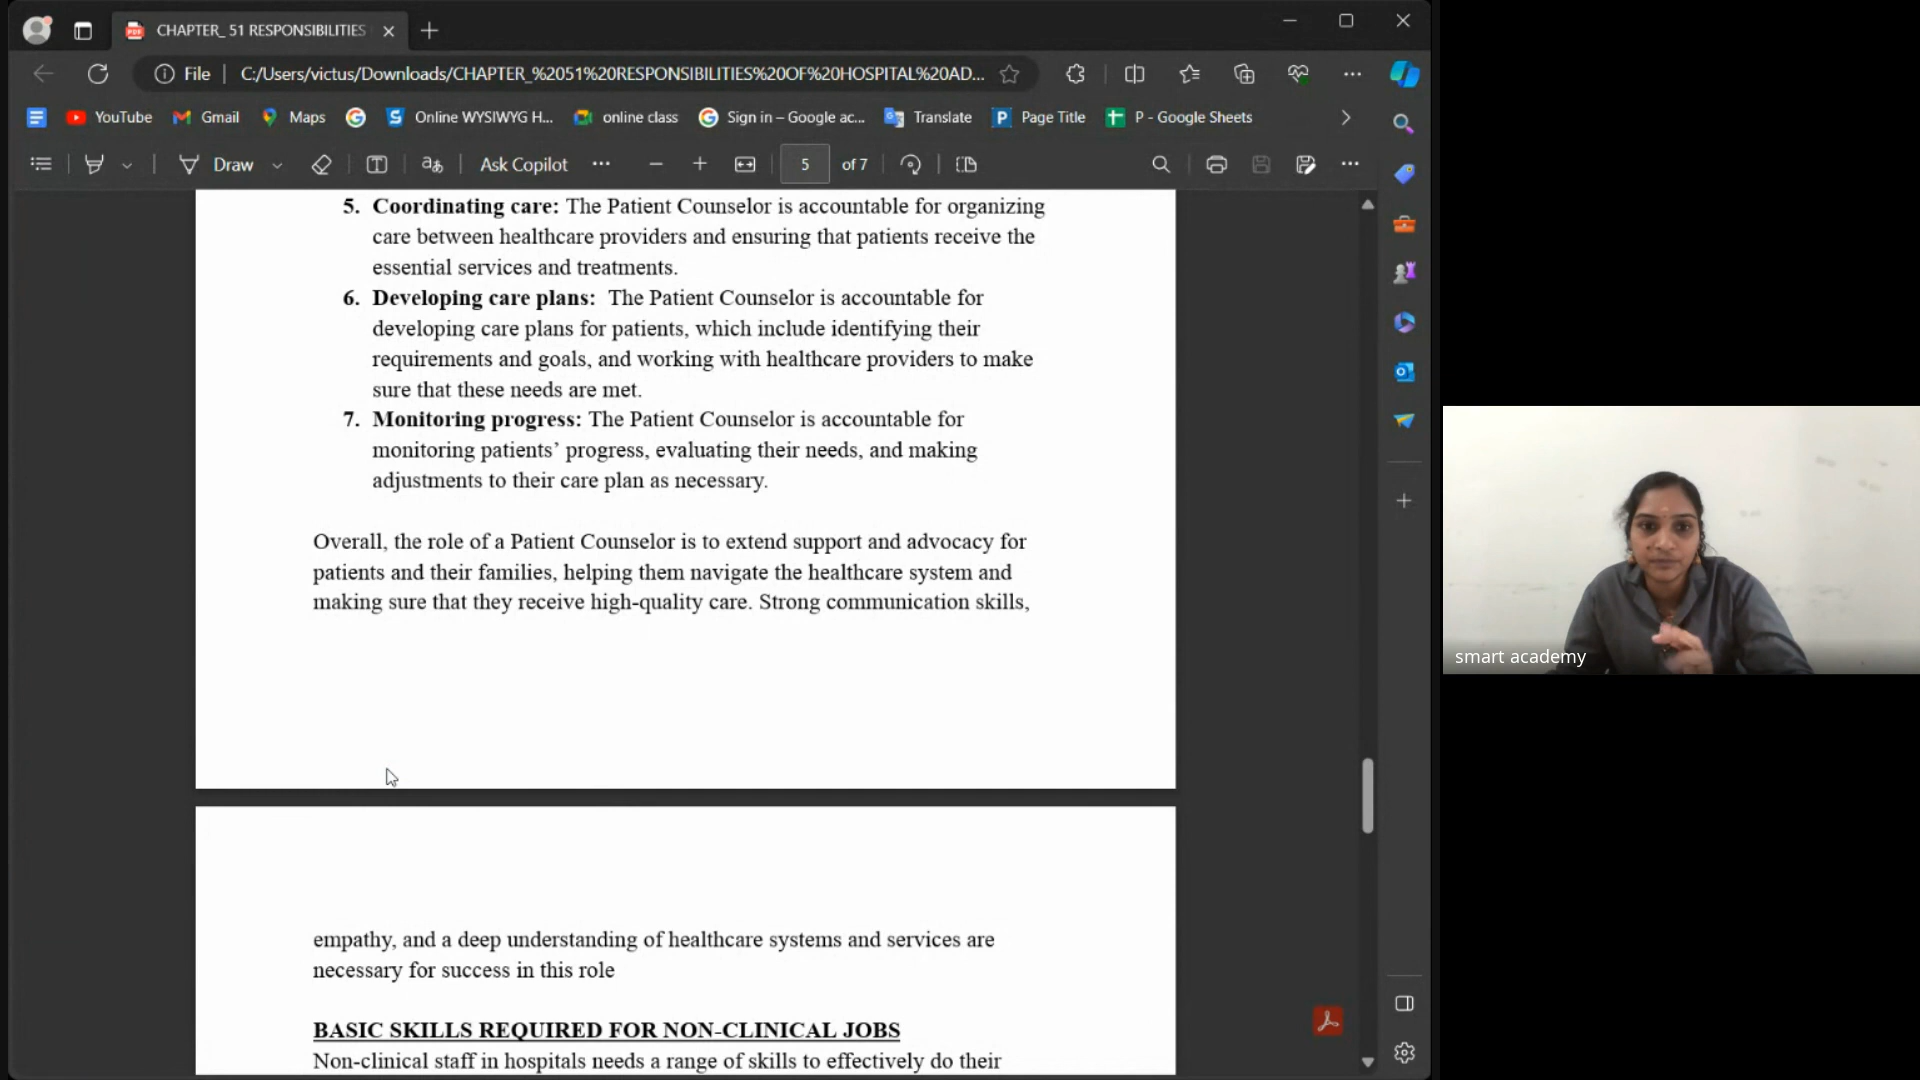 CHAPTER_ 51 RESPONSIBILITIES
File
C:/Users/victus/Downloads/CHAPTER_%2051%20RESPONSIBILITIES%20OF%20HOSPITAL%20AD...
YouTube Gmail Maps Online WYSIWYG H... online class Sign in – Google ac... Translate Page Title P - Google Sheets
Draw Ask Copilot 5 of 7
5. Coordinating care: The Patient Counselor is accountable for organizing
care between healthcare providers and ensuring that patients receive the
essential services and treatments.
6. Developing care plans: The Patient Counselor is accountable for
developing care plans for patients, which include identifying their
requirements and goals, and working with healthcare providers to make
sure that these needs are met.
7. Monitoring progress: The Patient Counselor is accountable for
monitoring patients’ progress, evaluating their needs, and making
adjustments to their care plan as necessary.
Overall, the role of a Patient Counselor is to extend support and advocacy for
patients and their families, helping them navigate the healthcare system and
making sure that they receive high-quality care. Strong communication skills,
empathy, and a deep understanding of healthcare systems and services are
necessary for success in this role
BASIC SKILLS REQUIRED FOR NON-CLINICAL JOBS
Non-clinical staff in hospitals needs a range of skills to effectively do their
smart academy